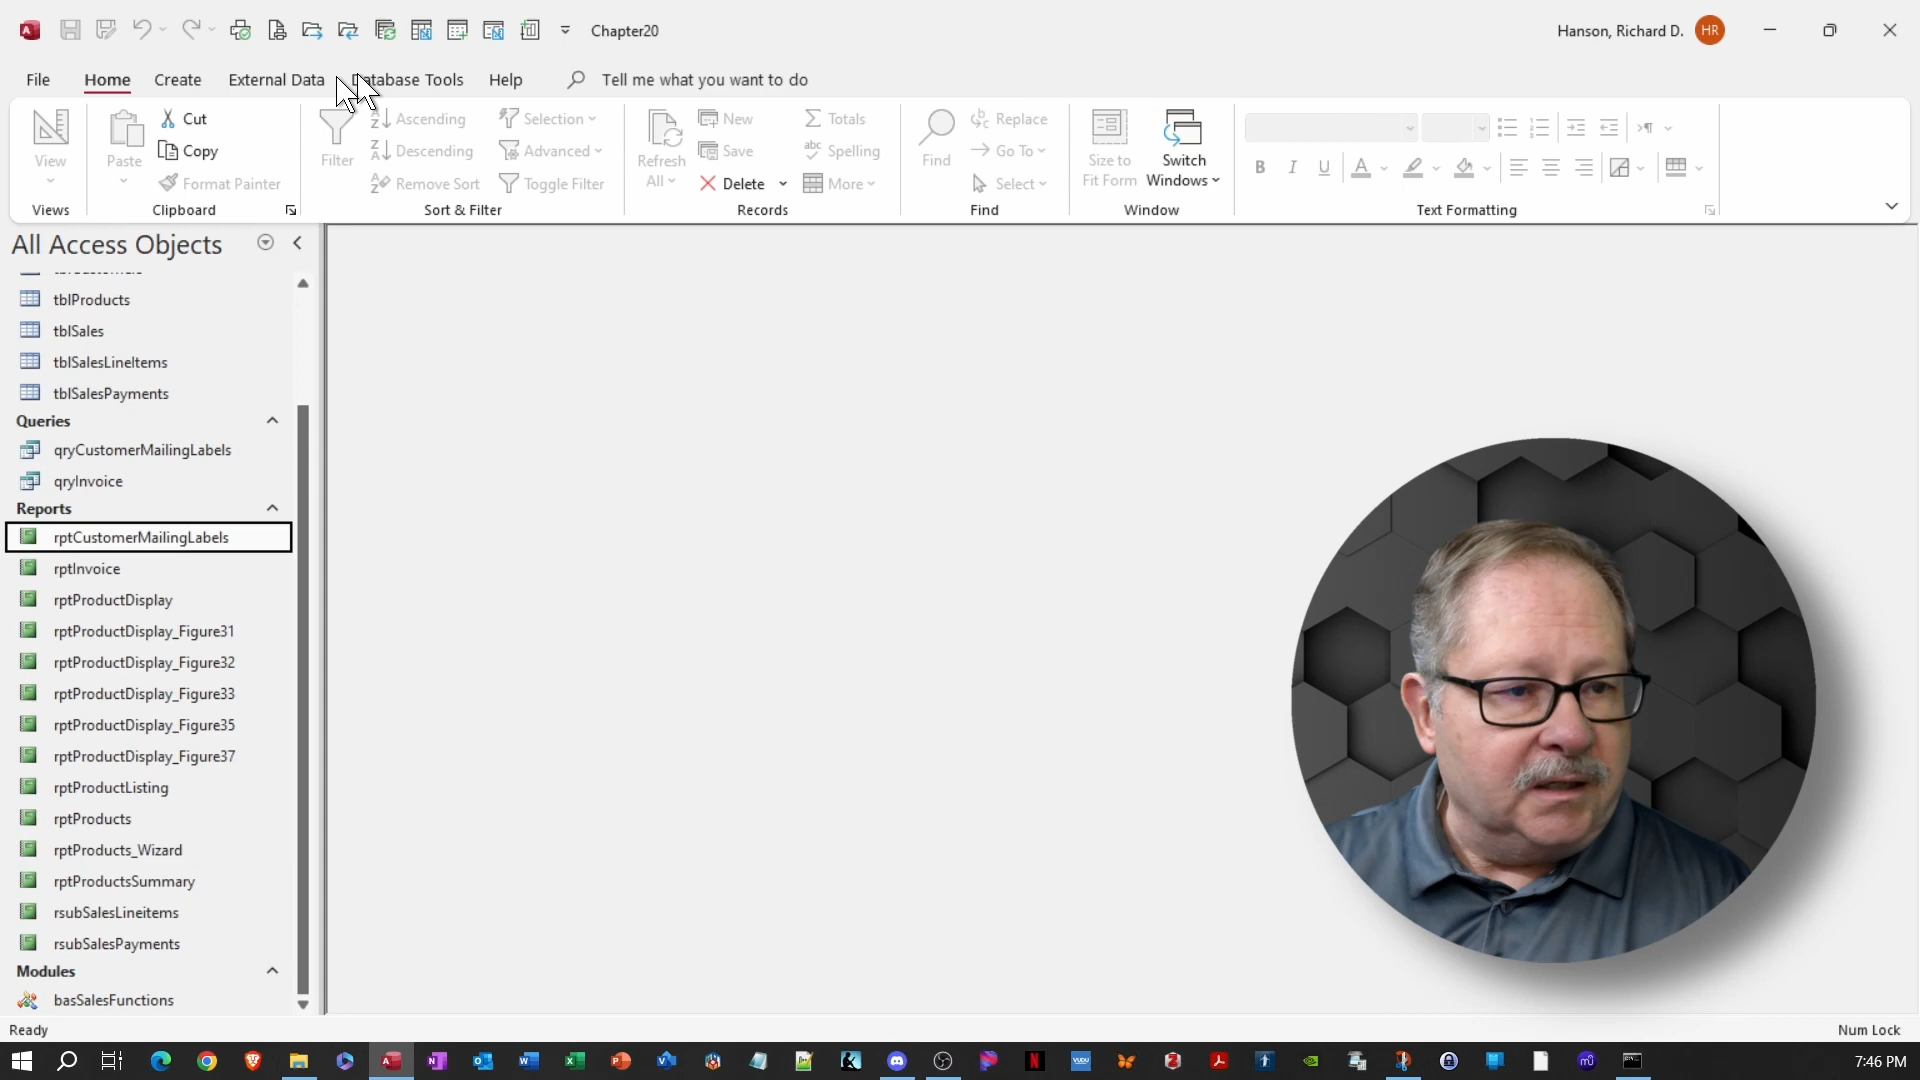 Chapter20
Hanson, Richard D.
HR
File
Home
Create
External Data
Database Tools
Help
Tell me what you want to do
View
Views
Paste
Cut
Copy
Format Painter
Clipboard
Filter
Ascending
Descending
Remove Sort
Selection
Advanced
Toggle Filter
Sort & Filter
Refresh All
New
Save
Delete
Totals
Spelling
More
Records
Find
Replace
Go To
Select
Find
Size to Fit Form
Switch Windows
Window
B I U A
Text Formatting
All Access Objects
tblProducts
tblSales
tblSalesLineItems
tblSalesPayments
Queries
qryCustomerMailingLabels
qryInvoice
Reports
rptCustomerMailingLabels
rptInvoice
rptProductDisplay
rptProductDisplay_Figure31
rptProductDisplay_Figure32
rptProductDisplay_Figure33
rptProductDisplay_Figure35
rptProductDisplay_Figure37
rptProductListing
rptProducts
rptProducts_Wizard
rptProductsSummary
rsubSalesLineitems
rsubSalesPayments
Modules
basSalesFunctions
Ready
Num Lock
7:46 PM